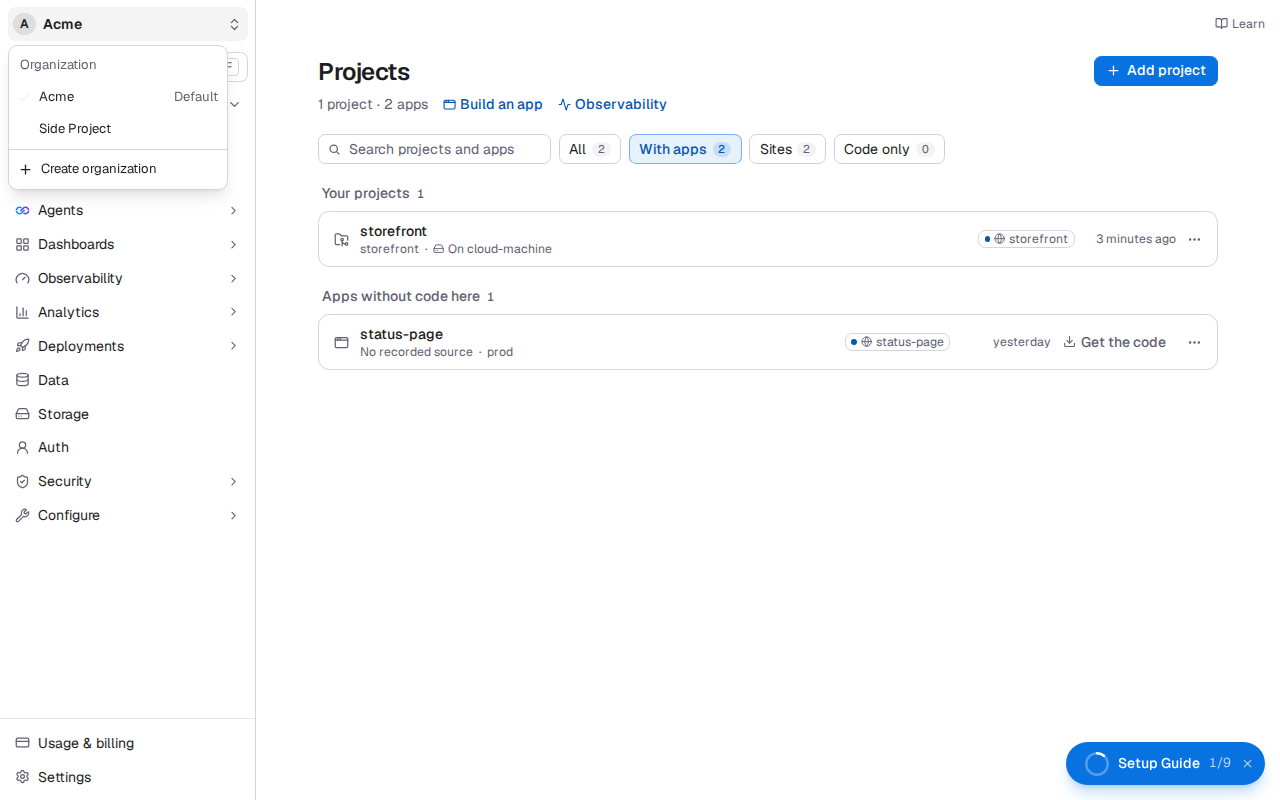 A Acme
Learn
Organization
Acme Default
Side Project
Create organization
Agents
Dashboards
Observability
Analytics
Deployments
Data
Storage
Auth
Security
Configure
Usage & billing
Settings
Projects
Add project
1 project · 2 apps Build an app Observability
Search projects and apps All 2 With apps 2 Sites 2 Code only 0
Your projects 1
storefront
storefront · On cloud-machine
storefront 3 minutes ago
Apps without code here 1
status-page
No recorded source · prod
status-page yesterday Get the code
Setup Guide 1/9